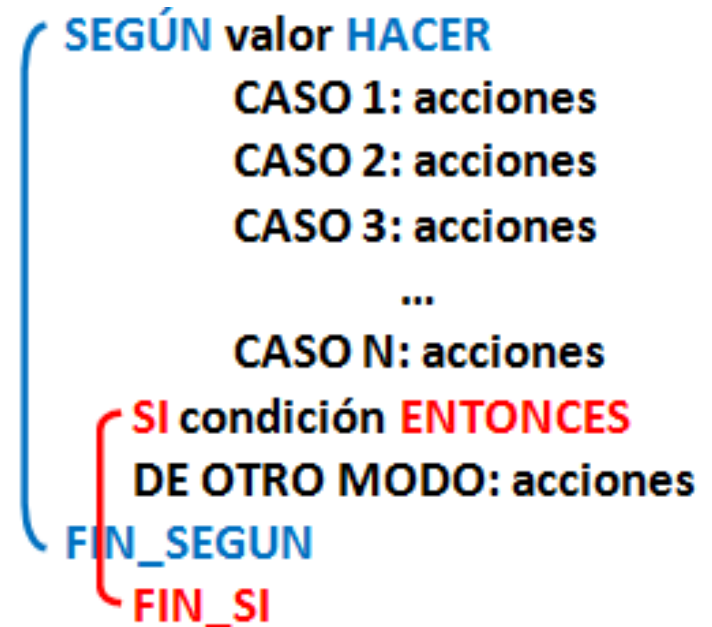 SEGÚN valor HACER
CASO 1: acciones
CASO 2: acciones
CASO 3: acciones
...
CASO N: acciones
SI condición ENTONCES
DE OTRO MODO: acciones
FIN_SEGUN
FIN_SI